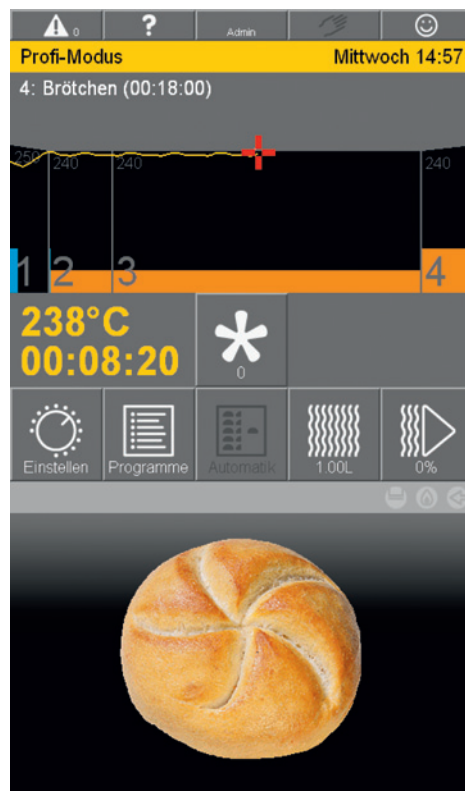 0 ? Admin
Profi-Modus Mittwoch 14:57
4: Brötchen (00:18:00)
250 240 240 240
1 2 3 4
238°C
00:08:20
0
Einstellen Programme Automatik 1.00L 0%